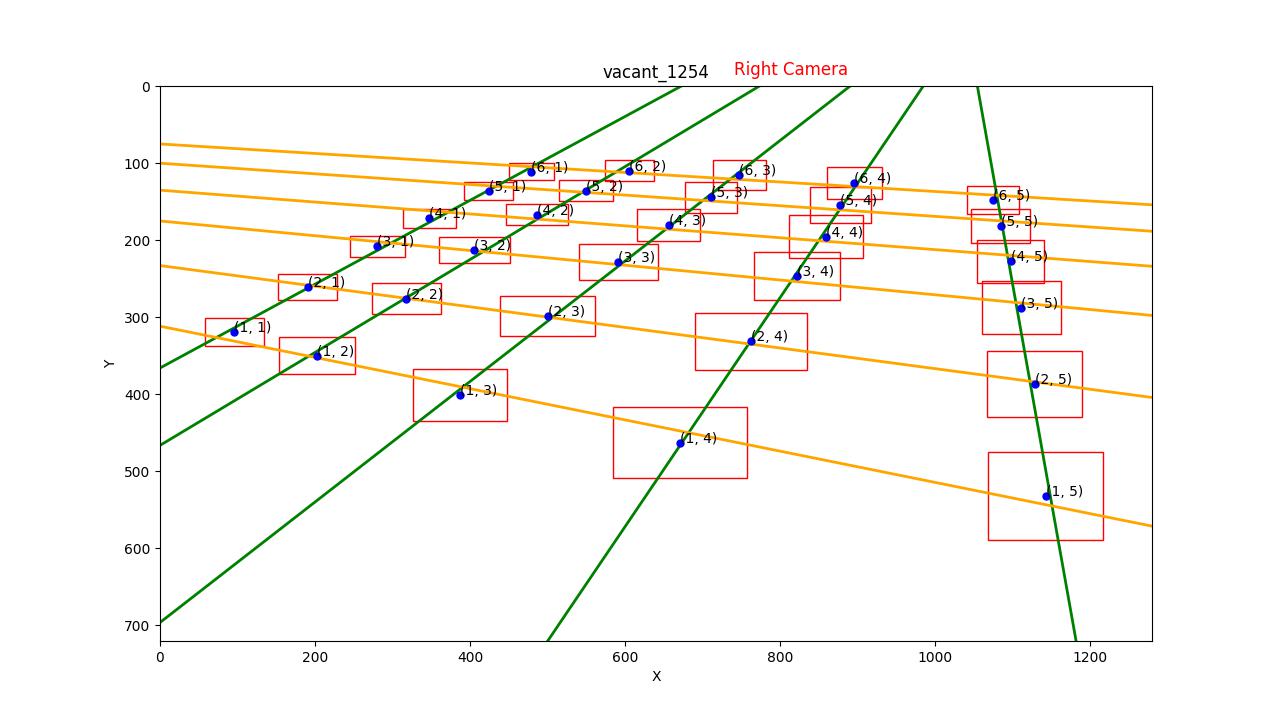 vacant_1254 Right Camera
0
100
200
300
400
500
600
700
Y
(6, 1) (6, 2) (6, 3) (6, 4) (6, 5)
(5, 1) (5, 2) (5, 3) (5, 4) (5, 5)
(4, 1) (4, 2) (4, 3) (4, 4) (4, 5)
(3, 1) (3, 2) (3, 3) (3, 4) (3, 5)
(2, 1) (2, 2) (2, 3) (2, 4) (2, 5)
(1, 1) (1, 2) (1, 3) (1, 4) (1, 5)
0 200 400 600 800 1000 1200
X